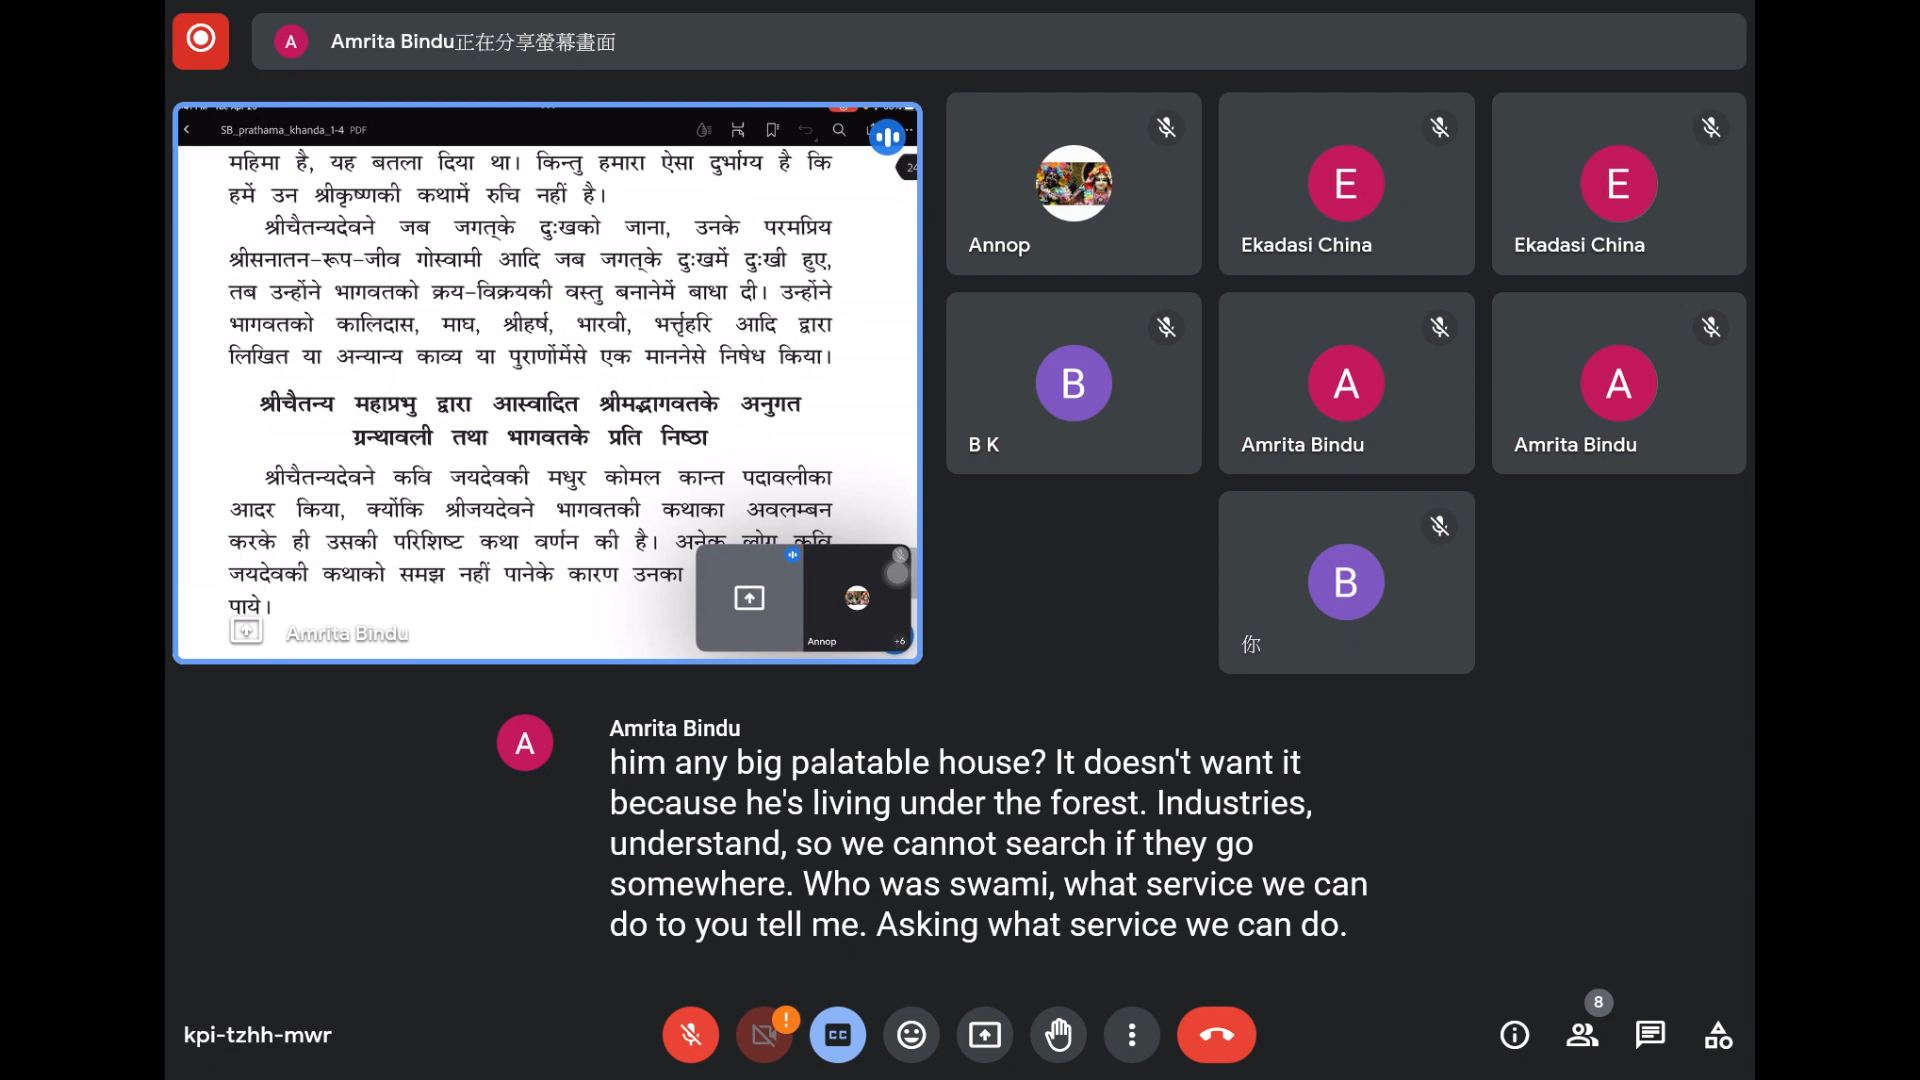 A Amrita Bindu正在分享螢幕畫面
SB_prathama_khanda_1-4 PDF
24
महिमा है, यह बतला दिया था। किन्तु हमारा ऐसा दुर्भाग्य है कि
हमें उन श्रीकृष्णकी कथामें रुचि नहीं है।
श्रीचैतन्यदेवने जब जगत्के दुःखको जाना, उनके परमप्रिय
श्रीसनातन-रूप-जीव गोस्वामी आदि जब जगत्के दुःखमें दुःखी हुए,
तब उन्होंने भागवतको क्रय-विक्रयकी वस्तु बनानेमें बाधा दी। उन्होंने
भागवतको कालिदास, माघ, श्रीहर्ष, भारवी, भर्त्तृहरि आदि द्वारा
लिखित या अन्यान्य काव्य या पुराणोंमेंसे एक माननेसे निषेध किया।
श्रीचैतन्य महाप्रभु द्वारा आस्वादित श्रीमद्भागवतके अनुगत
ग्रन्थावली तथा भागवतके प्रति निष्ठा
श्रीचैतन्यदेवने कवि जयदेवकी मधुर कोमल कान्त पदावलीका
आदर किया, क्योंकि श्रीजयदेवने भागवतकी कथाका अवलम्बन
करके ही उसकी परिशिष्ट कथा वर्णन की है। अनेक लोग कवि
जयदेवकी कथाको समझ नहीं पानेके कारण उनका
पाये।
Amrita Bindu
Annop
+6
Annop
E
Ekadasi China
E
Ekadasi China
B
B K
A
Amrita Bindu
A
Amrita Bindu
B
你
A
Amrita Bindu
him any big palatable house? It doesn't want it
because he's living under the forest. Industries,
understand, so we cannot search if they go
somewhere. Who was swami, what service we can
do to you tell me. Asking what service we can do.
kpi-tzhh-mwr
!
CC
8